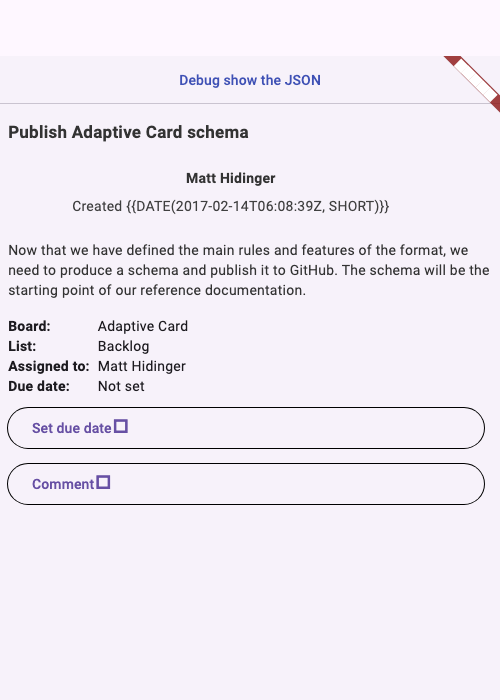 Debug show the JSON
Publish Adaptive Card schema
Matt Hidinger
Created {{DATE(2017-02-14T06:08:39Z, SHORT)}}
Now that we have defined the main rules and features of the format, we
need to produce a schema and publish it to GitHub. The schema will be the
starting point of our reference documentation.
Board: Adaptive Card
List: Backlog
Assigned to: Matt Hidinger
Due date: Not set
Set due date
Comment